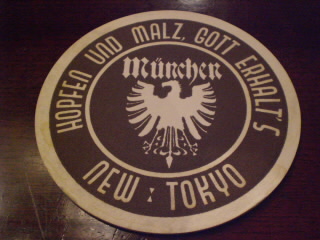 HOPFEN UND MALZ, GOTT ERHALT'S
München
NEW : TOKYO